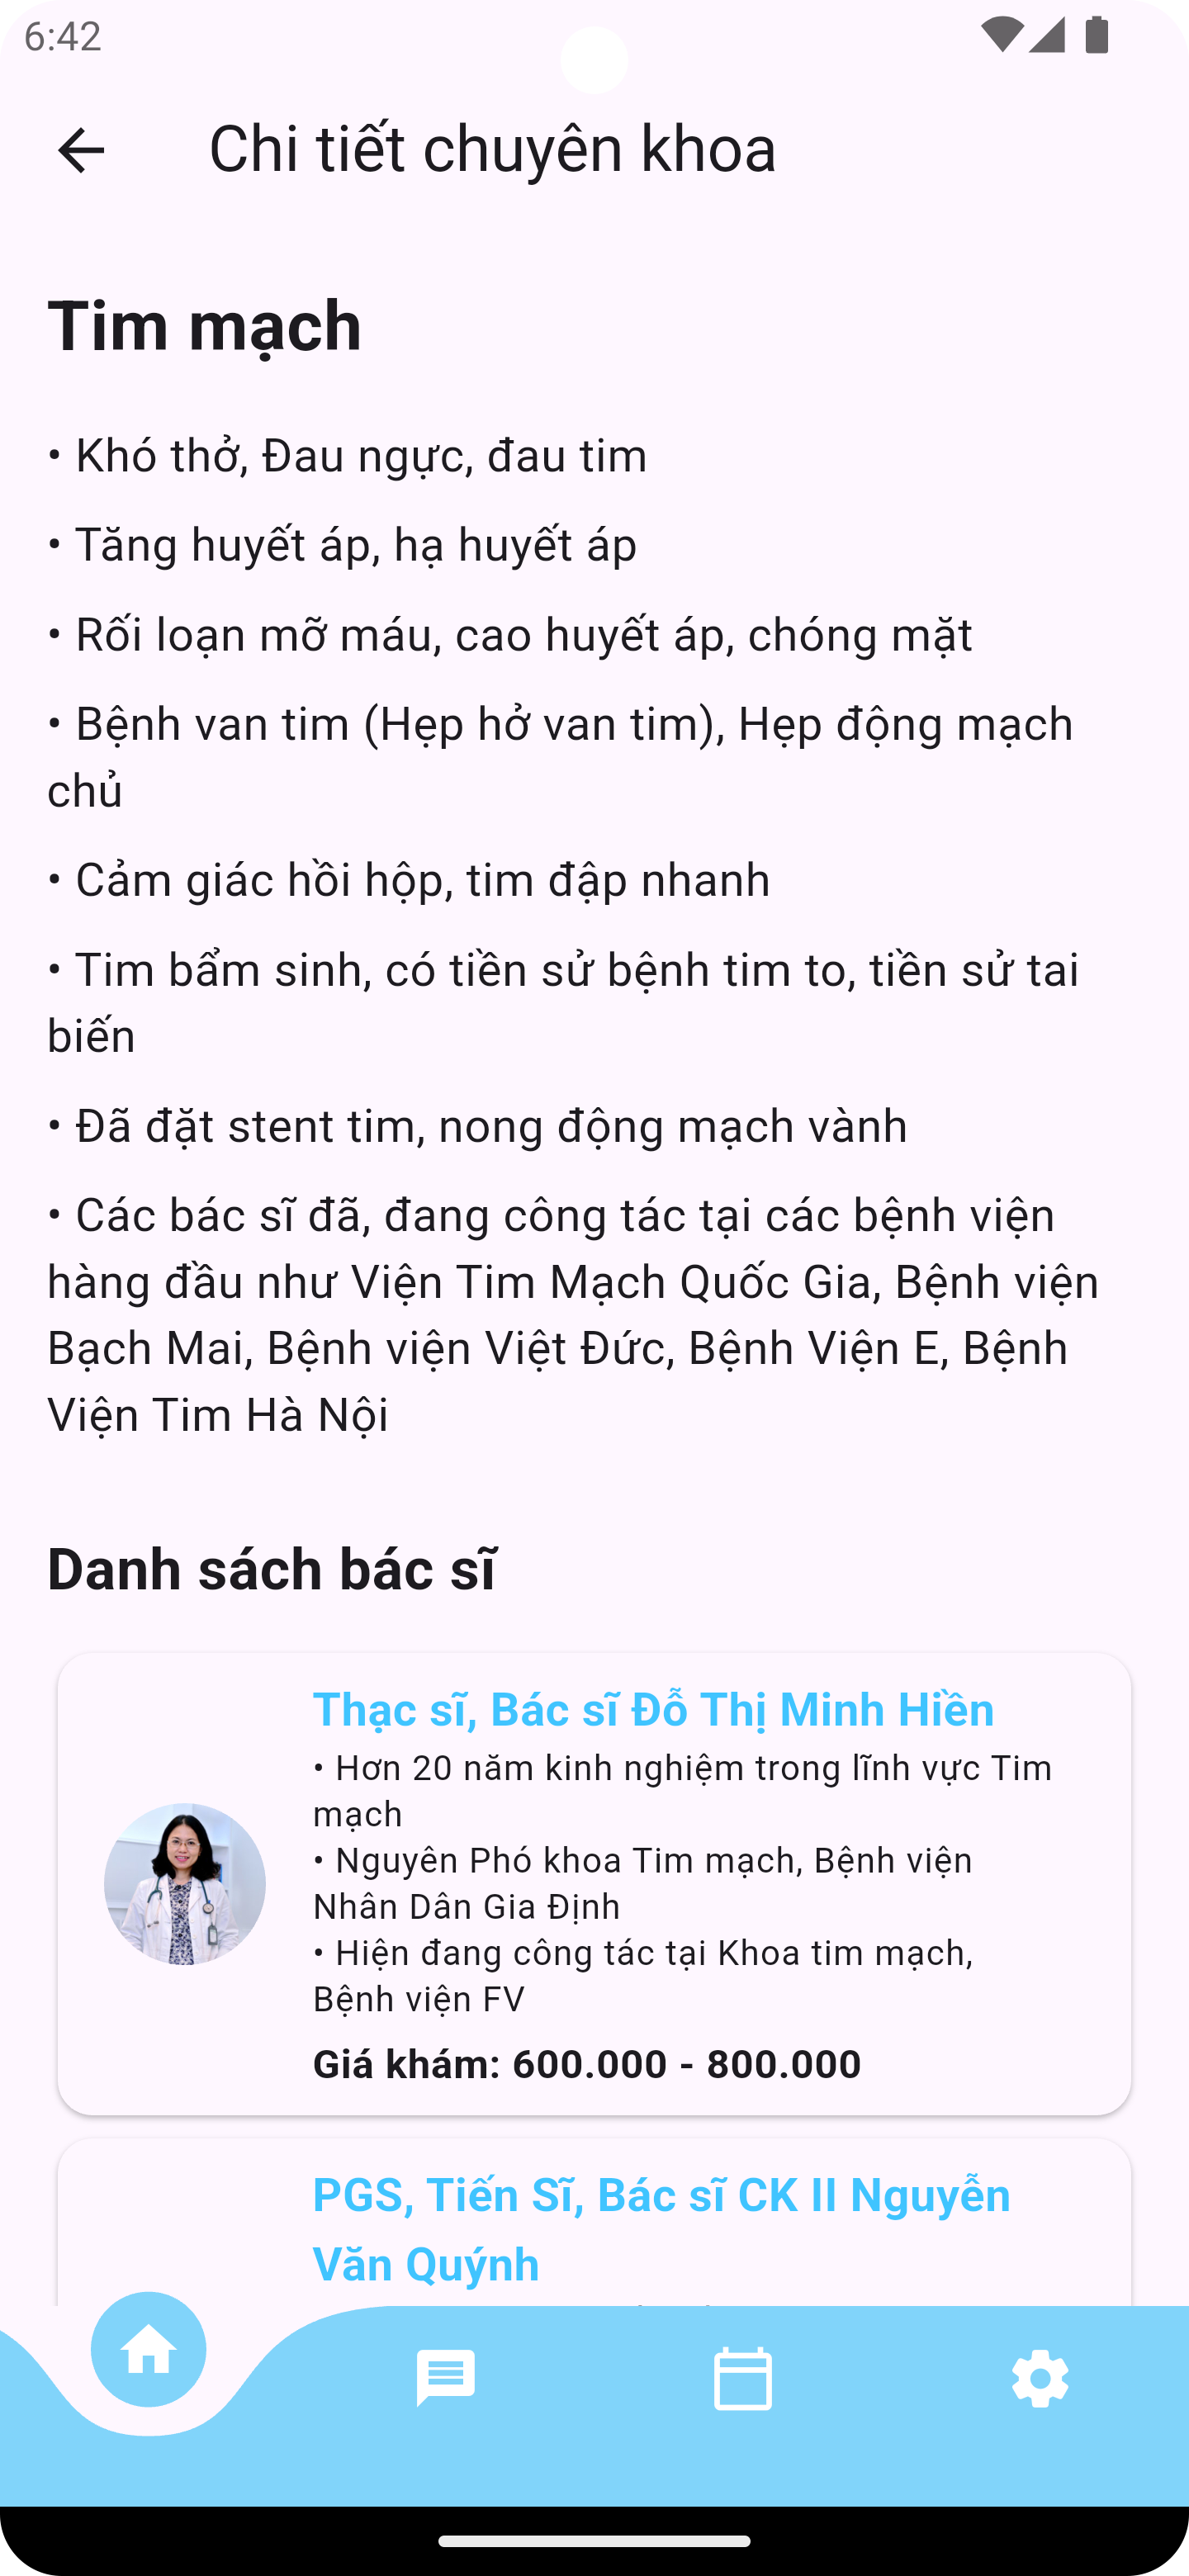 6:42
Chi tiết chuyên khoa
Tim mạch
• Khó thở, Đau ngực, đau tim
• Tăng huyết áp, hạ huyết áp
• Rối loạn mỡ máu, cao huyết áp, chóng mặt
• Bệnh van tim (Hẹp hở van tim), Hẹp động mạch
chủ
• Cảm giác hồi hộp, tim đập nhanh
• Tim bẩm sinh, có tiền sử bệnh tim to, tiền sử tai
biến
• Đã đặt stent tim, nong động mạch vành
• Các bác sĩ đã, đang công tác tại các bệnh viện
hàng đầu như Viện Tim Mạch Quốc Gia, Bệnh viện
Bạch Mai, Bệnh viện Việt Đức, Bệnh Viện E, Bệnh
Viện Tim Hà Nội
Danh sách bác sĩ
Thạc sĩ, Bác sĩ Đỗ Thị Minh Hiền
• Hơn 20 năm kinh nghiệm trong lĩnh vực Tim
mạch
• Nguyên Phó khoa Tim mạch, Bệnh viện
Nhân Dân Gia Định
• Hiện đang công tác tại Khoa tim mạch,
Bệnh viện FV
Giá khám: 600.000 - 800.000
PGS, Tiến Sĩ, Bác sĩ CK II Nguyễn
Văn Quýnh